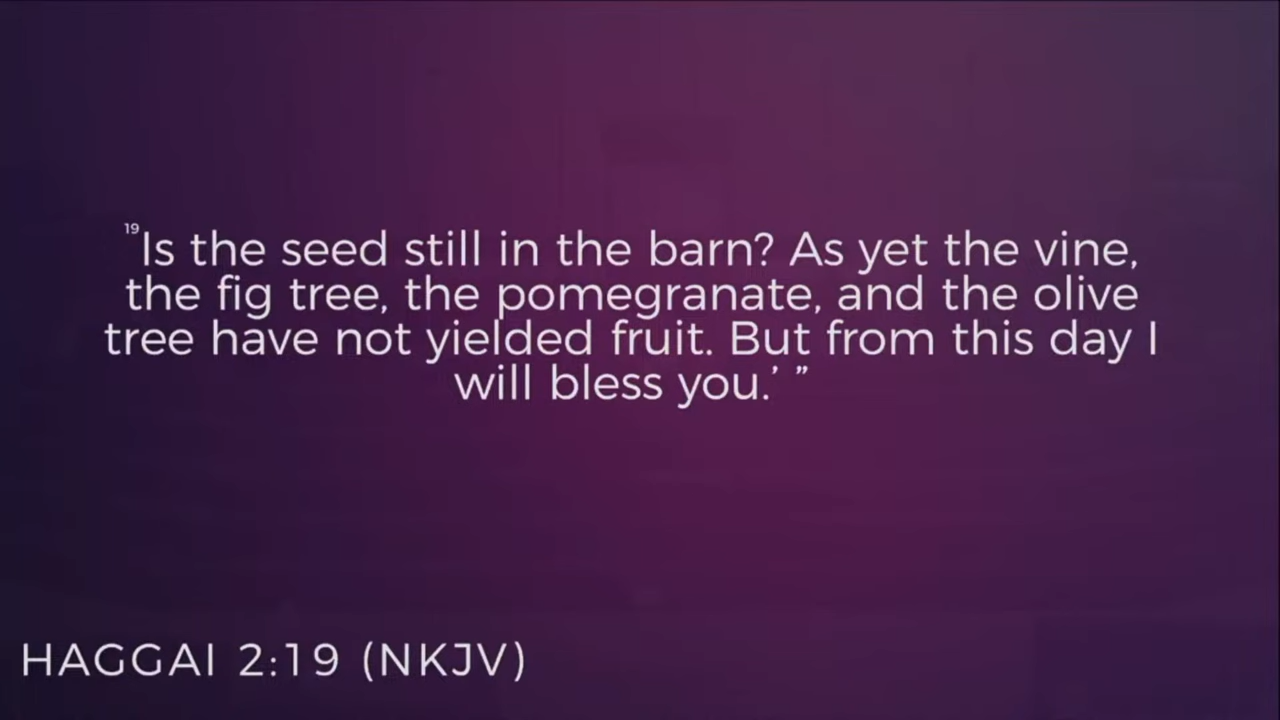 19 Is the seed still in the barn? As yet the vine,
the fig tree, the pomegranate, and the olive
tree have not yielded fruit. But from this day I
will bless you.’ ”
HAGGAI 2:19 (NKJV)